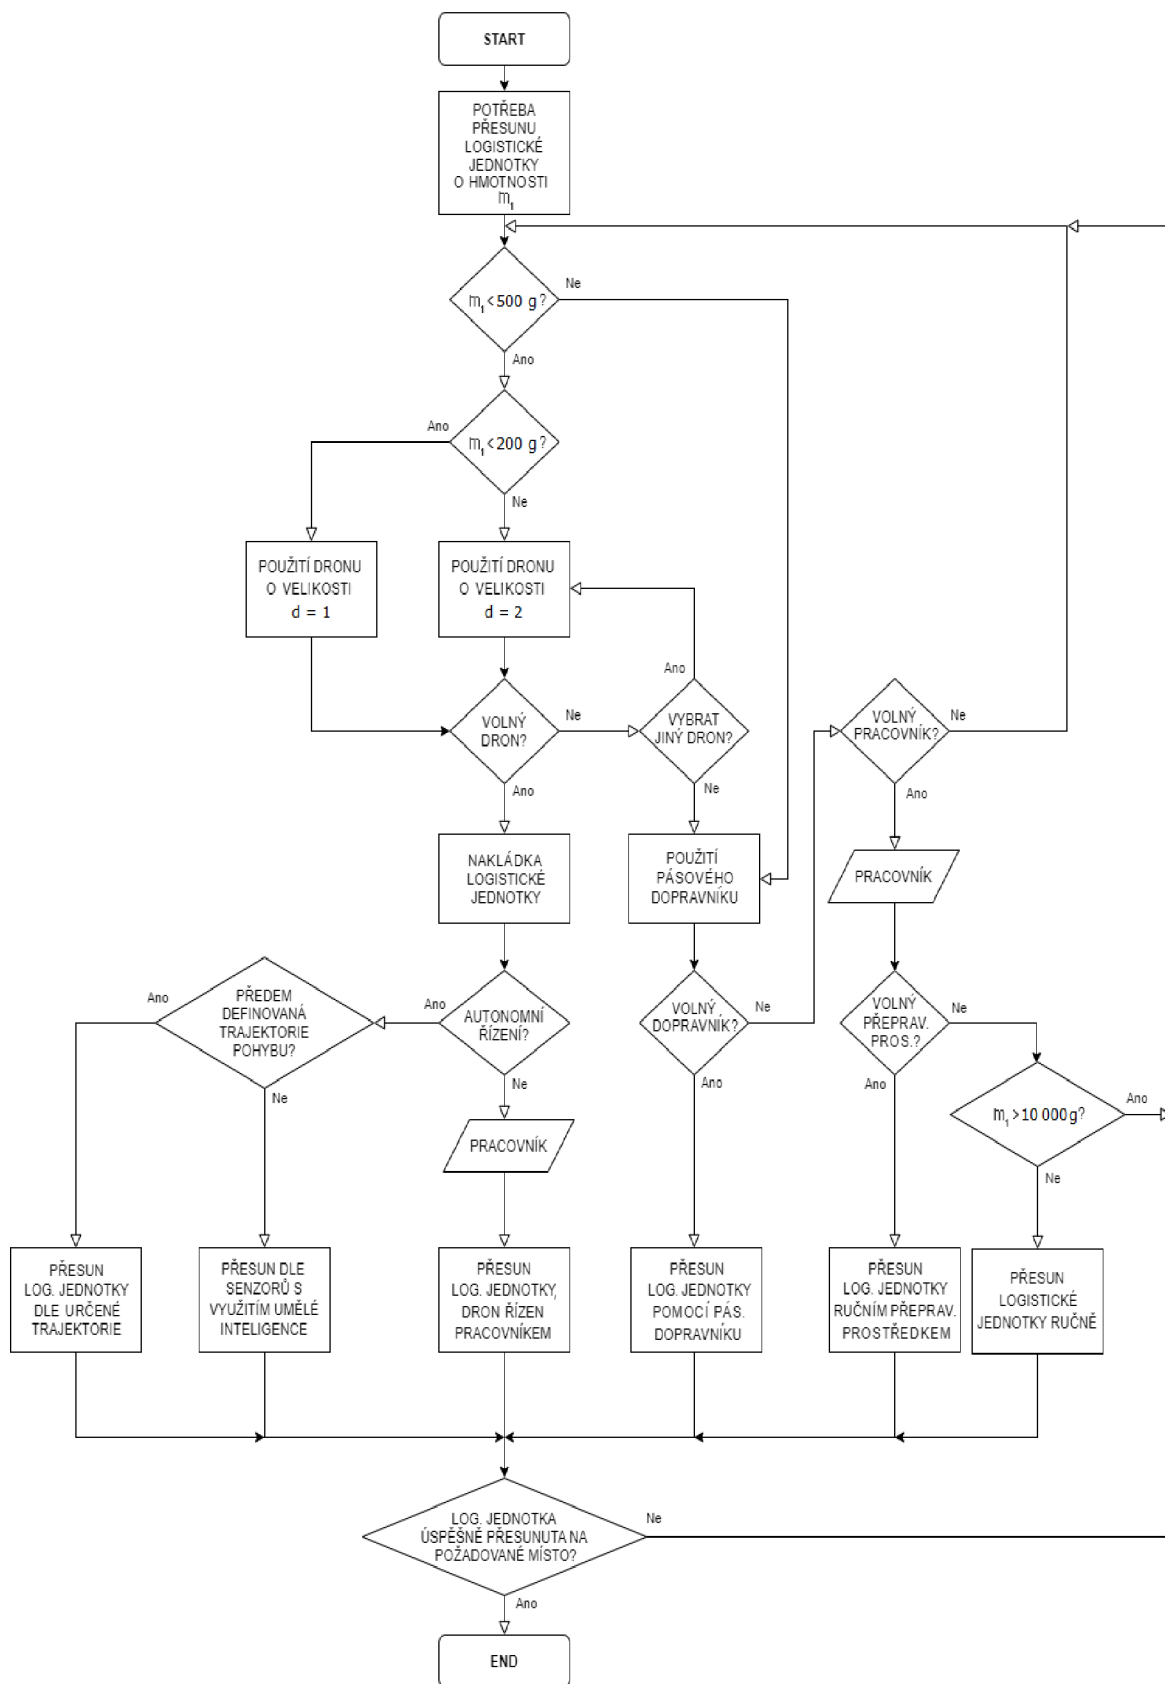 START
POTŘEBA
PŘESUNU
LOGISTICKÉ
JEDNOTKY
O HMOTNOSTI
m₁
m₁<500 g?
Ne
Ano
m₁<200 g?
Ano
Ne
POUŽITÍ DRONU
O VELIKOSTI
d = 1
POUŽITÍ DRONU
O VELIKOSTI
d = 2
VOLNÝ
DRON?
Ne
Ano
VYBRAT
JINÝ DRON?
Ano
Ne
VOLNÝ
PRACOVNÍK?
Ne
Ano
NAKLÁDKA
LOGISTICKÉ
JEDNOTKY
POUŽITÍ
PÁSOVÉHO
DOPRAVNÍKU
PRACOVNÍK
PŘEDEM
DEFINOVANÁ
TRAJEKTORIE
POHYBU?
Ano
Ne
AUTONOMNÍ
ŘÍZENÍ?
Ano
Ne
VOLNÝ
DOPRAVNÍK?
Ne
Ano
VOLNÝ
PŘEPRAV.
PROS.?
Ne
Ano
m₁>10 000g?
Ano
Ne
PRACOVNÍK
PŘESUN
LOG. JEDNOTKY
DLE URČENÉ
TRAJEKTORIE
PŘESUN DLE
SENZORŮ S
VYUŽITÍM UMĚLÉ
INTELIGENCE
PŘESUN
LOG. JEDNOTKY,
DRON ŘÍZEN
PRACOVNÍKEM
PŘESUN
LOG. JEDNOTKY
POMOCÍ PÁS.
DOPRAVNÍKU
PŘESUN
LOG. JEDNOTKY
RUČNÍM PŘEPRAV.
PROSTŘEDKEM
PŘESUN
LOGISTICKÉ
JEDNOTKY RUČNĚ
LOG. JEDNOTKA
ÚSPĚŠNĚ PŘESUNUTA NA
POŽADOVANÉ MÍSTO?
Ne
Ano
END